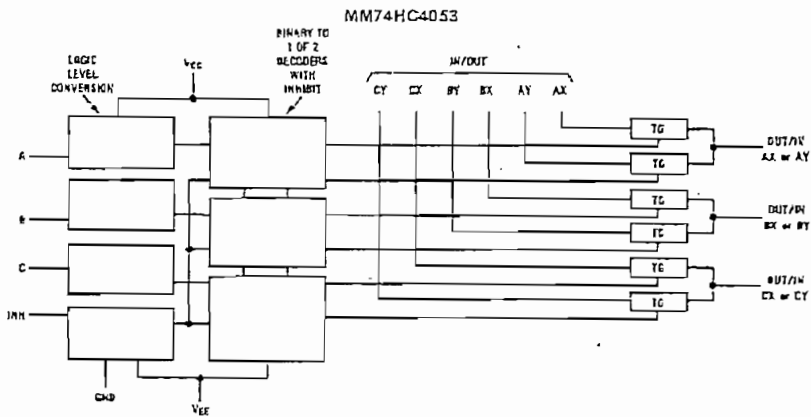 MM74HC4053
LOGIC
LEVEL
CONVERSION
VCC
BINARY TO
1 OF 2
DECODERS
WITH
INHIBIT
IN/OUT
CY CX BY BX AY AX
A
B
C
INH
GND
VEE
TG
TG
TG
TG
TG
TG
OUT/IN
AX or AY
OUT/IN
BX or BY
OUT/IN
CX or CY